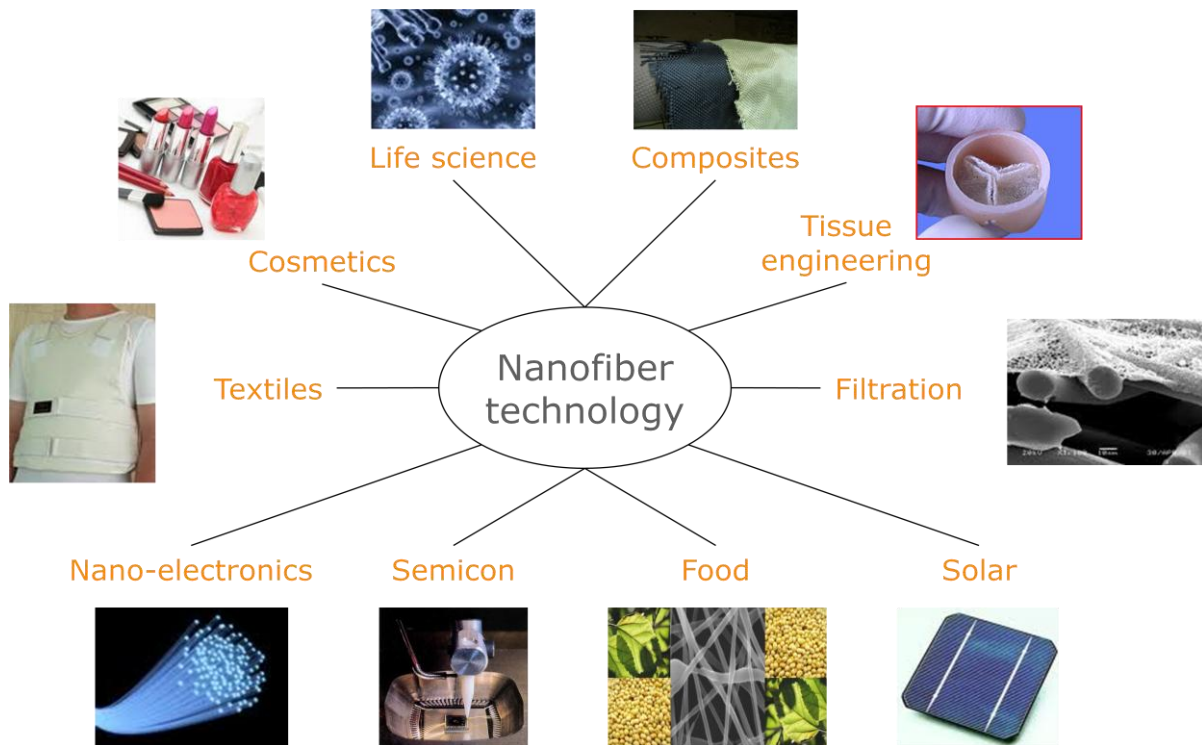 Life science
Composites
Tissue
engineering
Cosmetics
Nanofiber
technology
Textiles
Filtration
Nano-electronics
Semicon
Food
Solar